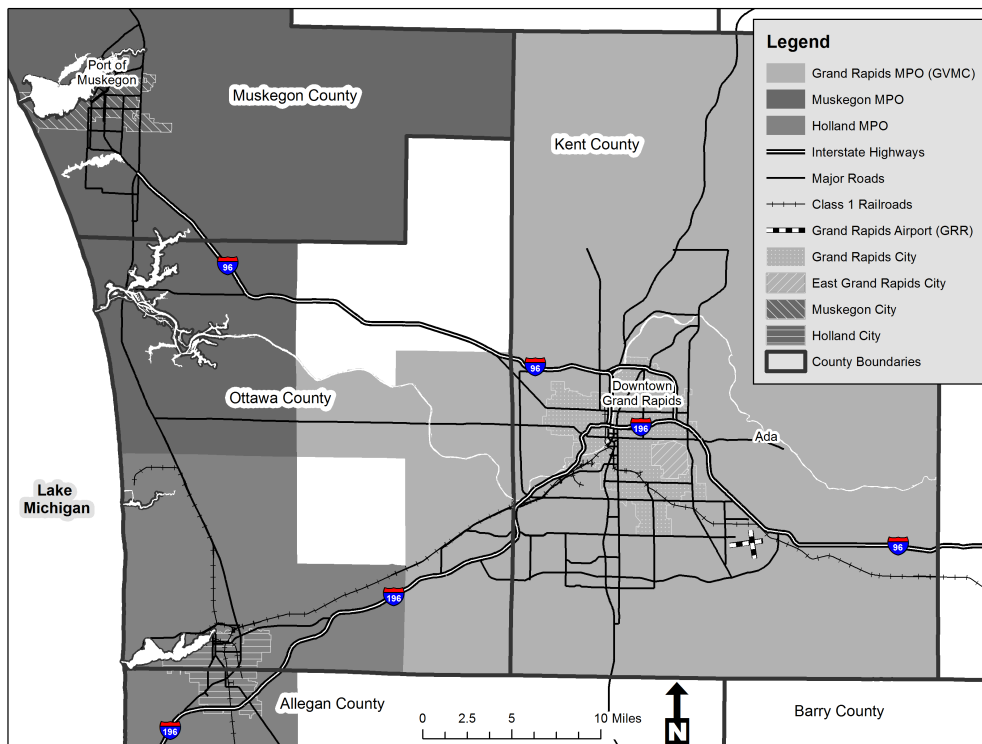 Port of
Muskegon
Muskegon County
Kent County
Legend
Grand Rapids MPO (GVMC)
Muskegon MPO
Holland MPO
Interstate Highways
Major Roads
Class 1 Railroads
Grand Rapids Airport (GRR)
Grand Rapids City
East Grand Rapids City
Muskegon City
Holland City
County Boundaries
96
96
Downtown
Grand Rapids
Ottawa County
196
Ada
Lake
Michigan
96
196
Allegan County
196
0 2.5 5 10 Miles
N
Barry County